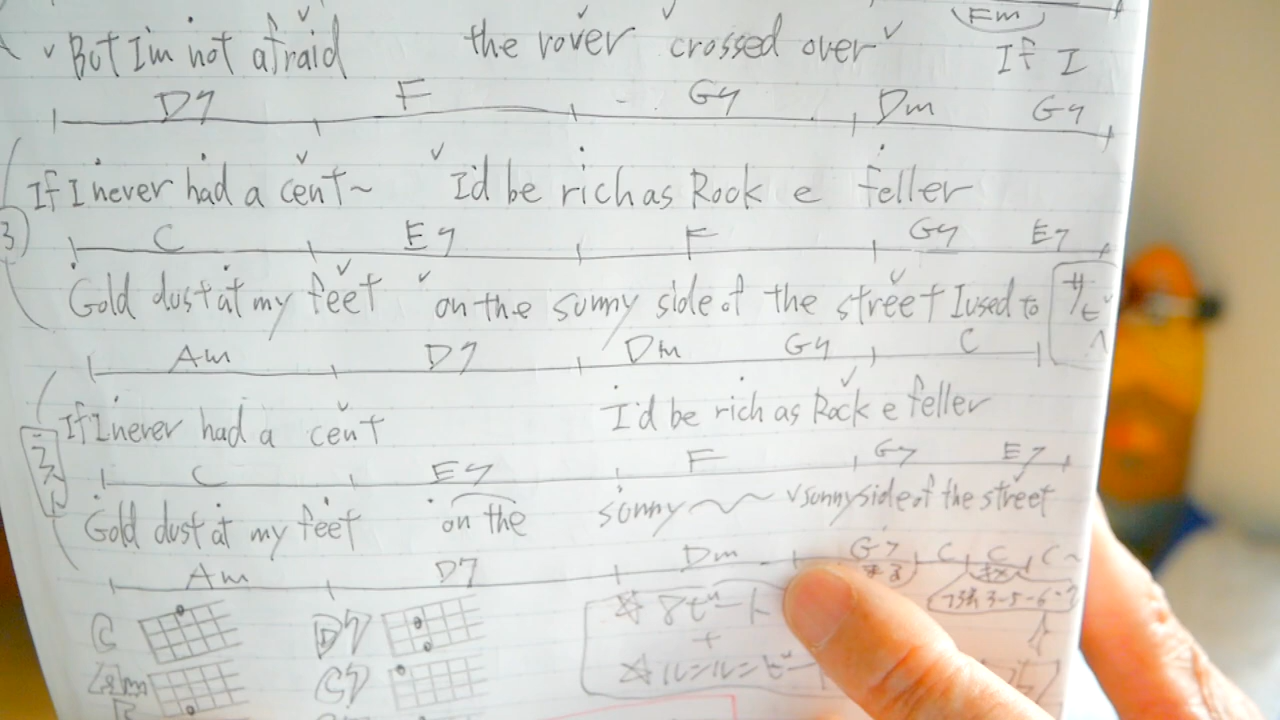 Em
But I'm not afraid the rover crossed over If I
D7 F G7 Dm G7
If I never had a cent~ I'd be rich as Rock e feller
3
C E7 F G7 E7
Gold dust at my feet on the sunny side of the street I used to
Am D7 Dm G7 C
If I never had a cent I'd be rich as Rock e feller
C E7 F G7 E7
Gold dust at my feet on the sunny~~ sunny side of the street
Am D7 Dm G7 C C C~
C D7
☆8ビート
+
C7 ☆ルンルンビート